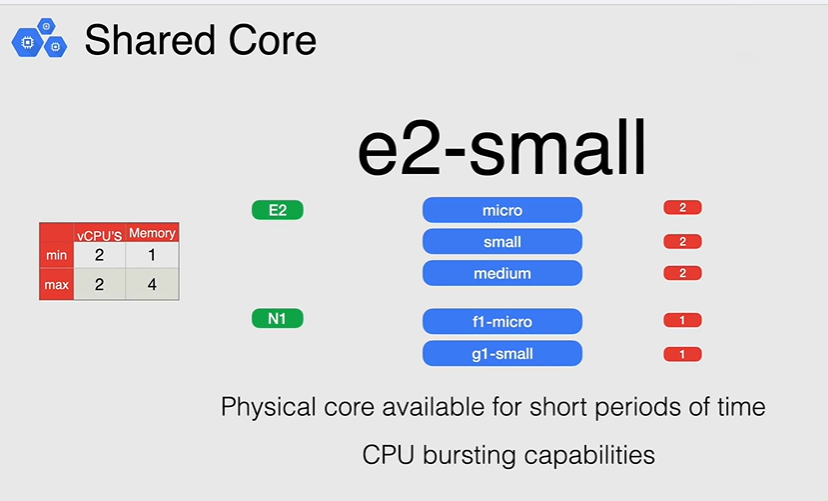 Shared Core
e2-small
E2 micro 2
small 2
medium 2
N1 f1-micro 1
g1-small 1
vCPU'S Memory
min 2 1
max 2 4
Physical core available for short periods of time
CPU bursting capabilities